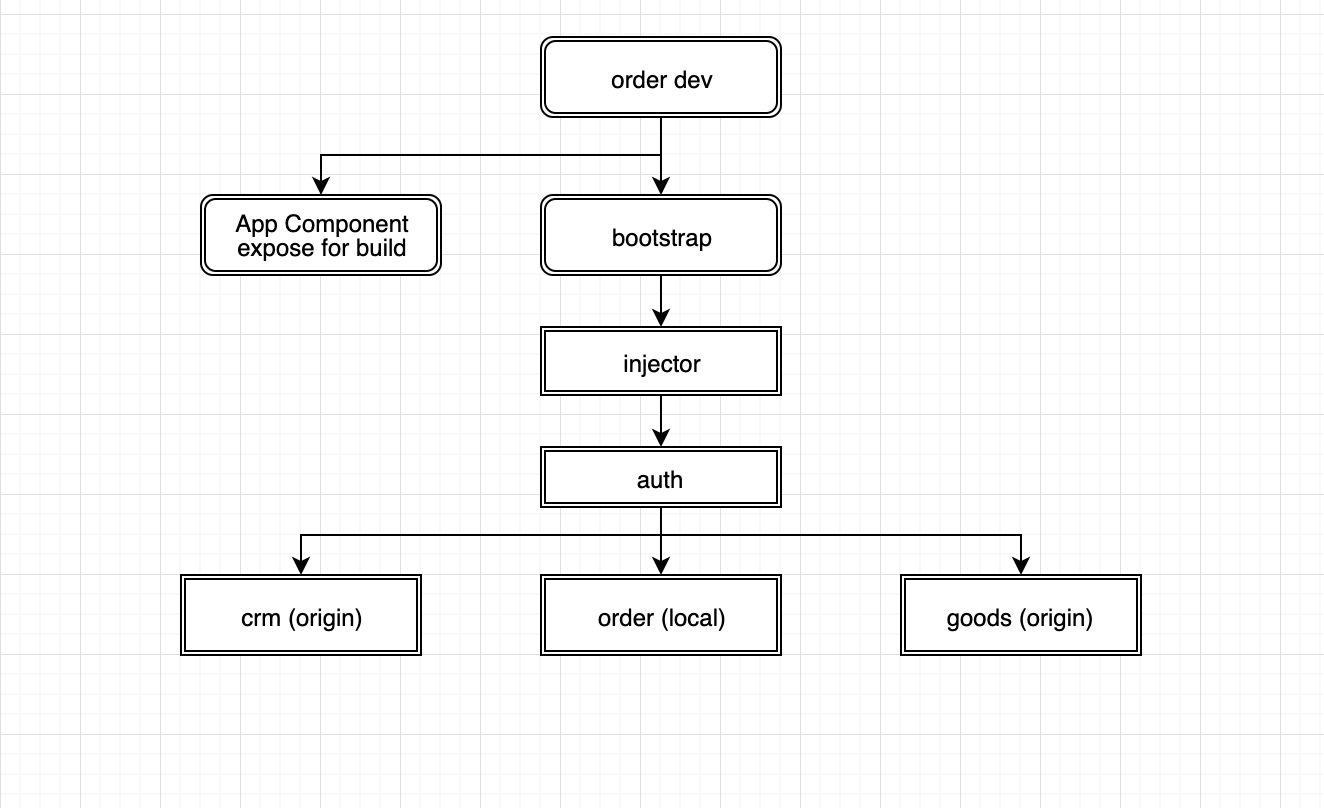 order dev
App Component
expose for build
bootstrap
injector
auth
crm (origin)
order (local)
goods (origin)